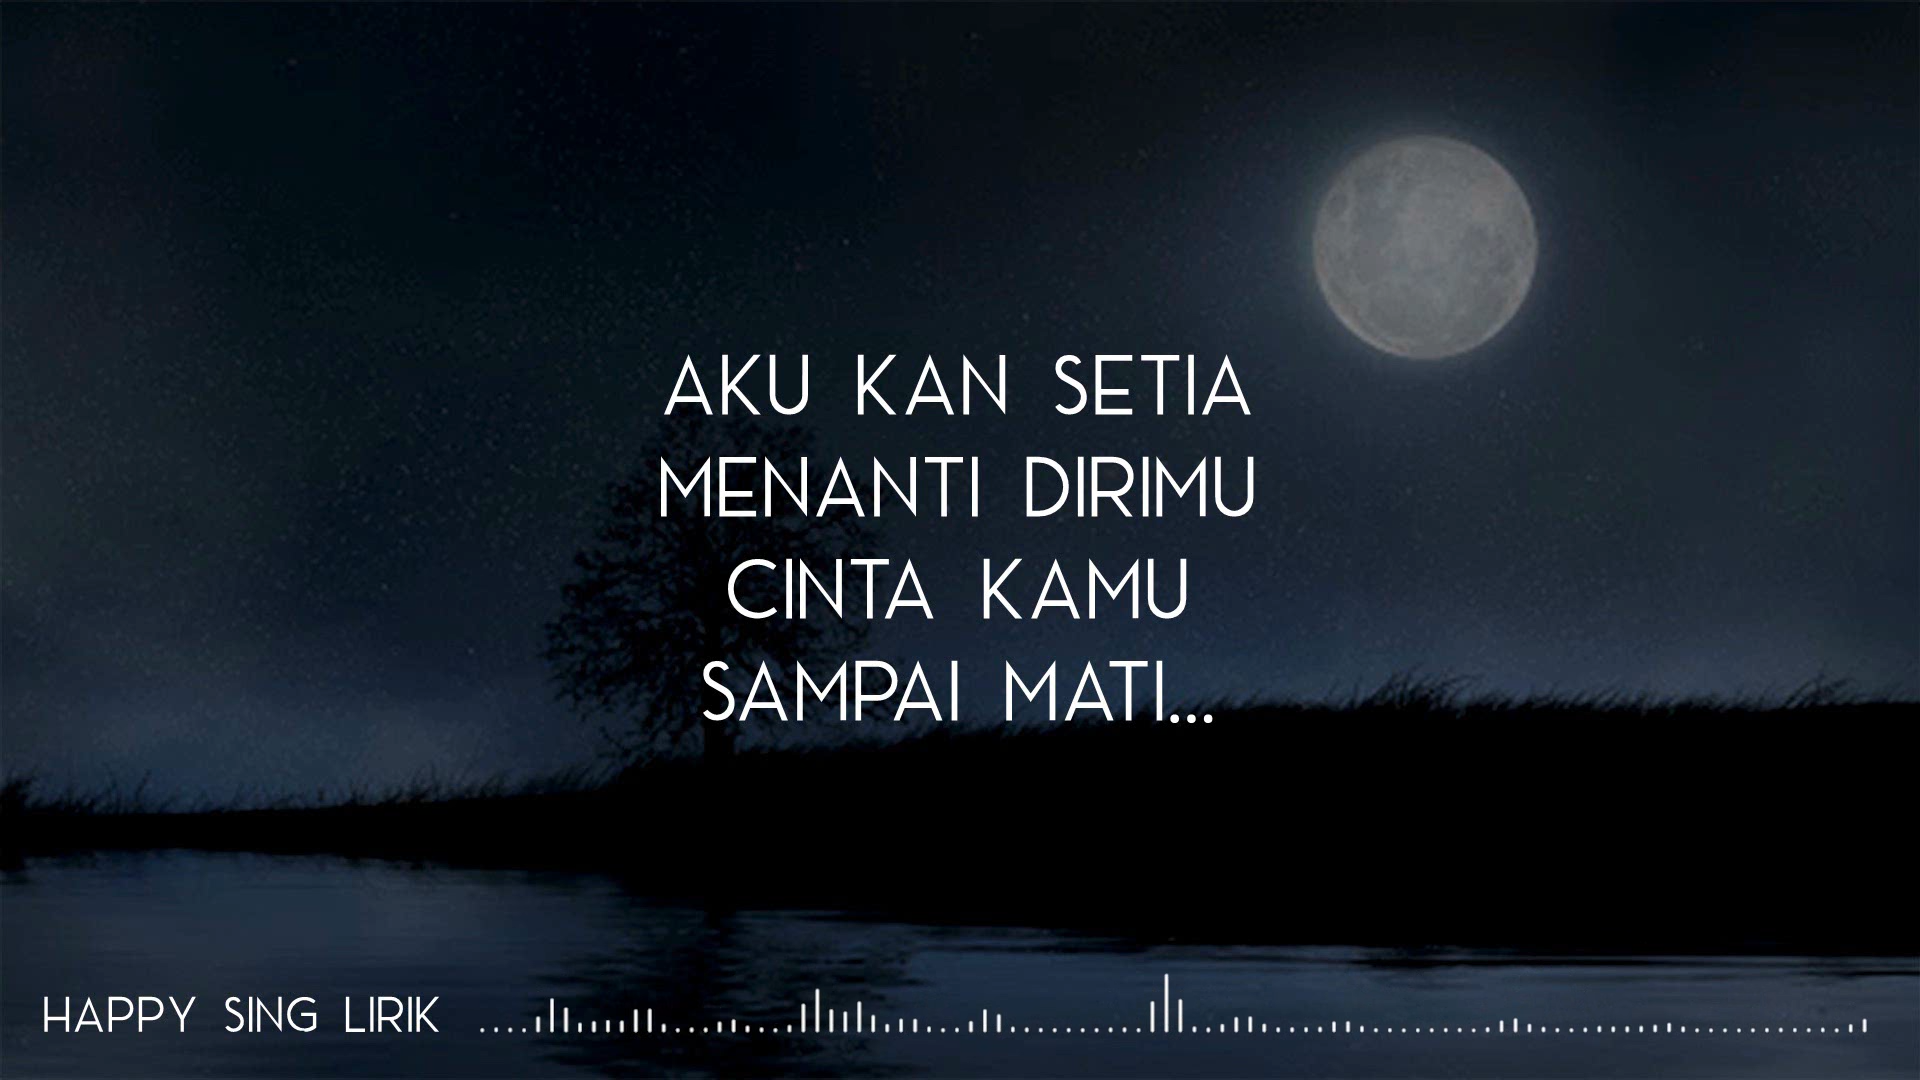 AKU KAN SETIA
MENANTI DIRIMU
CINTA KAMU
SAMPAI MATI...
HAPPY SING LIRIK